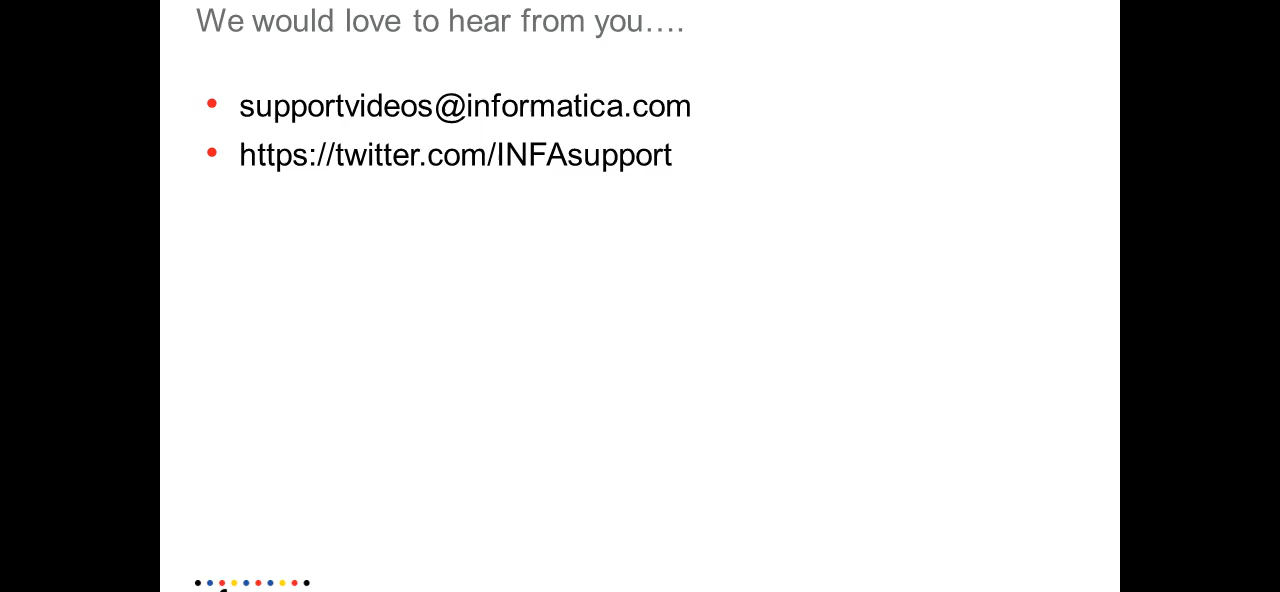 We would love to hear from you….
supportvideos@informatica.com
https://twitter.com/INFAsupport